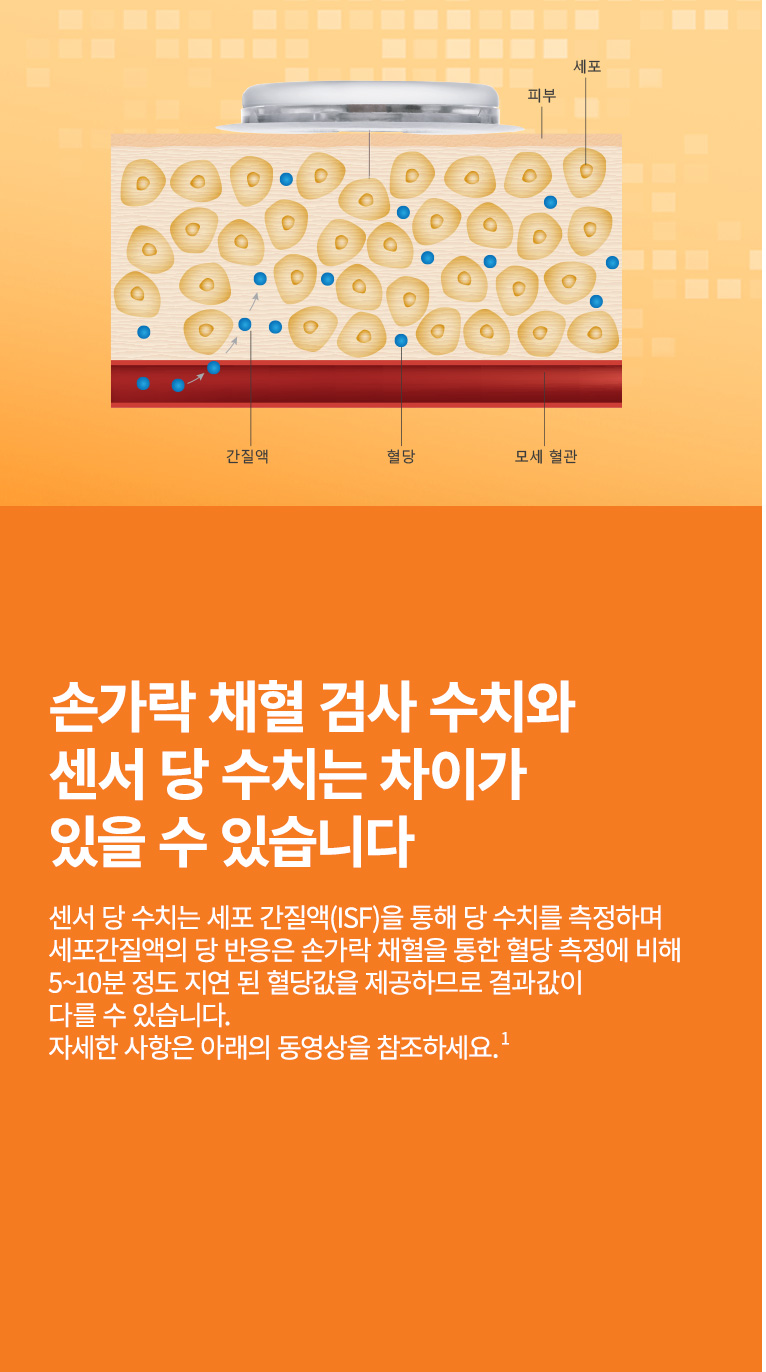 세포
피부
간질액
혈당
모세 혈관
손가락 채혈 검사 수치와
센서 당 수치는 차이가
있을 수 있습니다
센서 당 수치는 세포 간질액(ISF)을 통해 당 수치를 측정하며
세포간질액의 당 반응은 손가락 채혈을 통한 혈당 측정에 비해
5~10분 정도 지연 된 혈당값을 제공하므로 결과값이
다를 수 있습니다.
자세한 사항은 아래의 동영상을 참조하세요.1